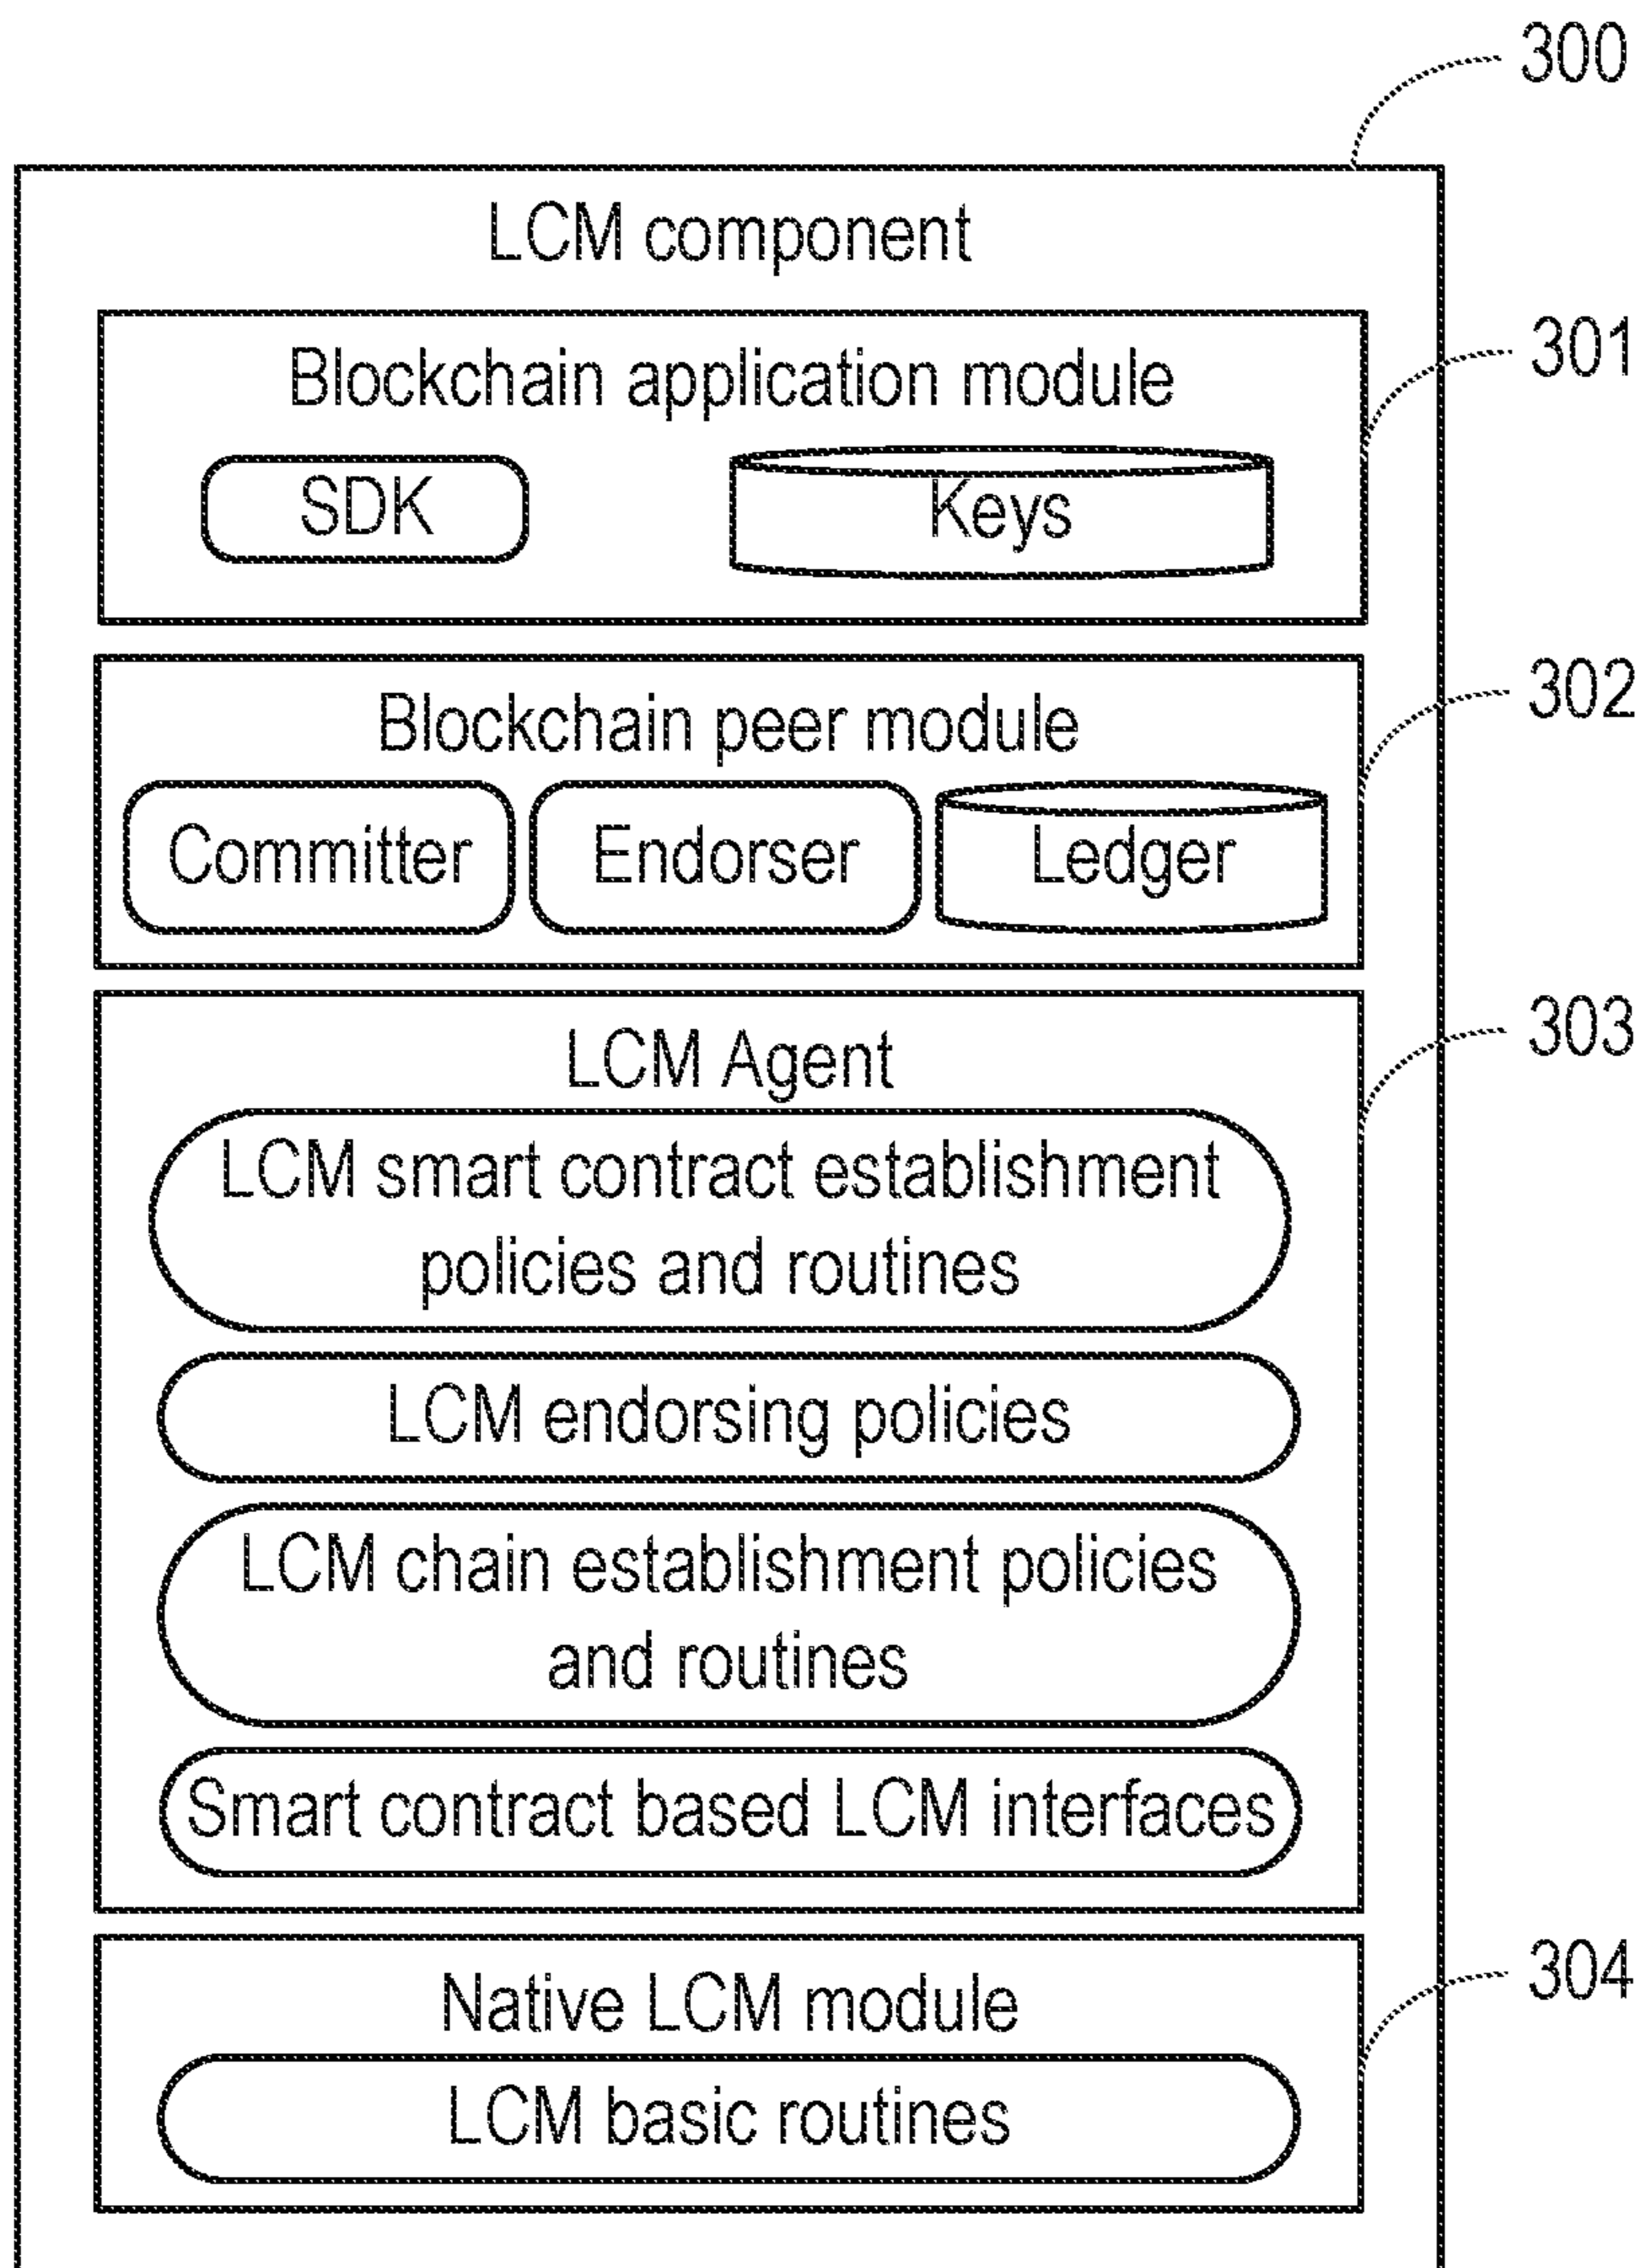 300
LCM component
301
Blockchain application module
SDK
Keys
302
Blockchain peer module
Committer
Endorser
Ledger
303
LCM Agent
LCM smart contract establishment
policies and routines
LCM endorsing policies
LCM chain establishment policies
and routines
Smart contract based LCM interfaces
304
Native LCM module
LCM basic routines